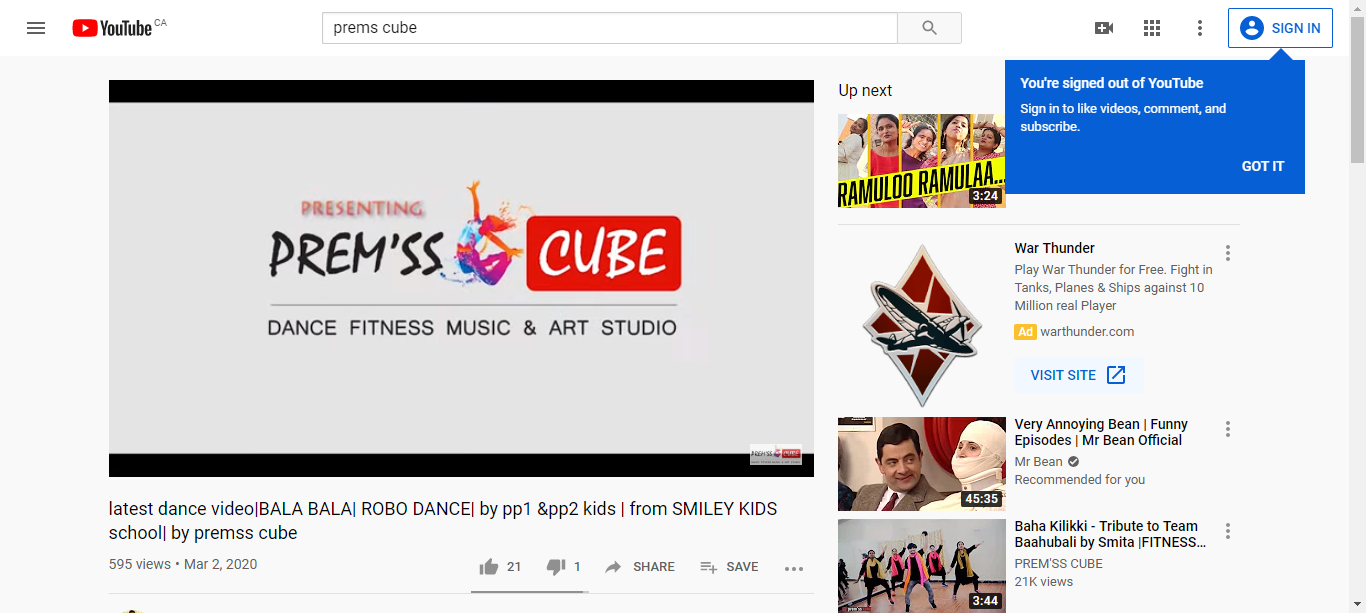 YouTube CA
prems cube
SIGN IN
You're signed out of YouTube
Sign in to like videos, comment, and
subscribe.
GOT IT
PRESENTING
PREM'SS CUBE
DANCE FITNESS MUSIC & ART STUDIO
PREM'SS CUBE
latest dance video|BALA BALA| ROBO DANCE| by pp1 &pp2 kids | from SMILEY KIDS
school| by premss cube
595 views • Mar 2, 2020
21
1
SHARE
SAVE
Up next
RAMULOO RAMULAA...
3:24
War Thunder
Play War Thunder for Free. Fight in
Tanks, Planes & Ships against 10
Million real Player
Ad warthunder.com
VISIT SITE
45:35
Very Annoying Bean | Funny
Episodes | Mr Bean Official
Mr Bean
Recommended for you
3:44
Baha Kilikki - Tribute to Team
Baahubali by Smita |FITNESS...
PREM'SS CUBE
21K views